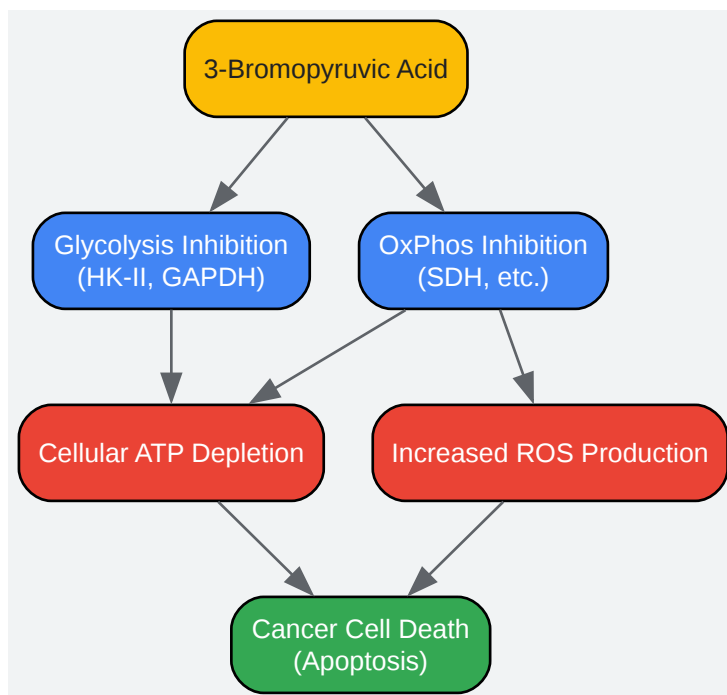 3-Bromopyruvic Acid
Glycolysis Inhibition
(HK-II, GAPDH)
OxPhos Inhibition
(SDH, etc.)
Cellular ATP Depletion
Increased ROS Production
Cancer Cell Death
(Apoptosis)